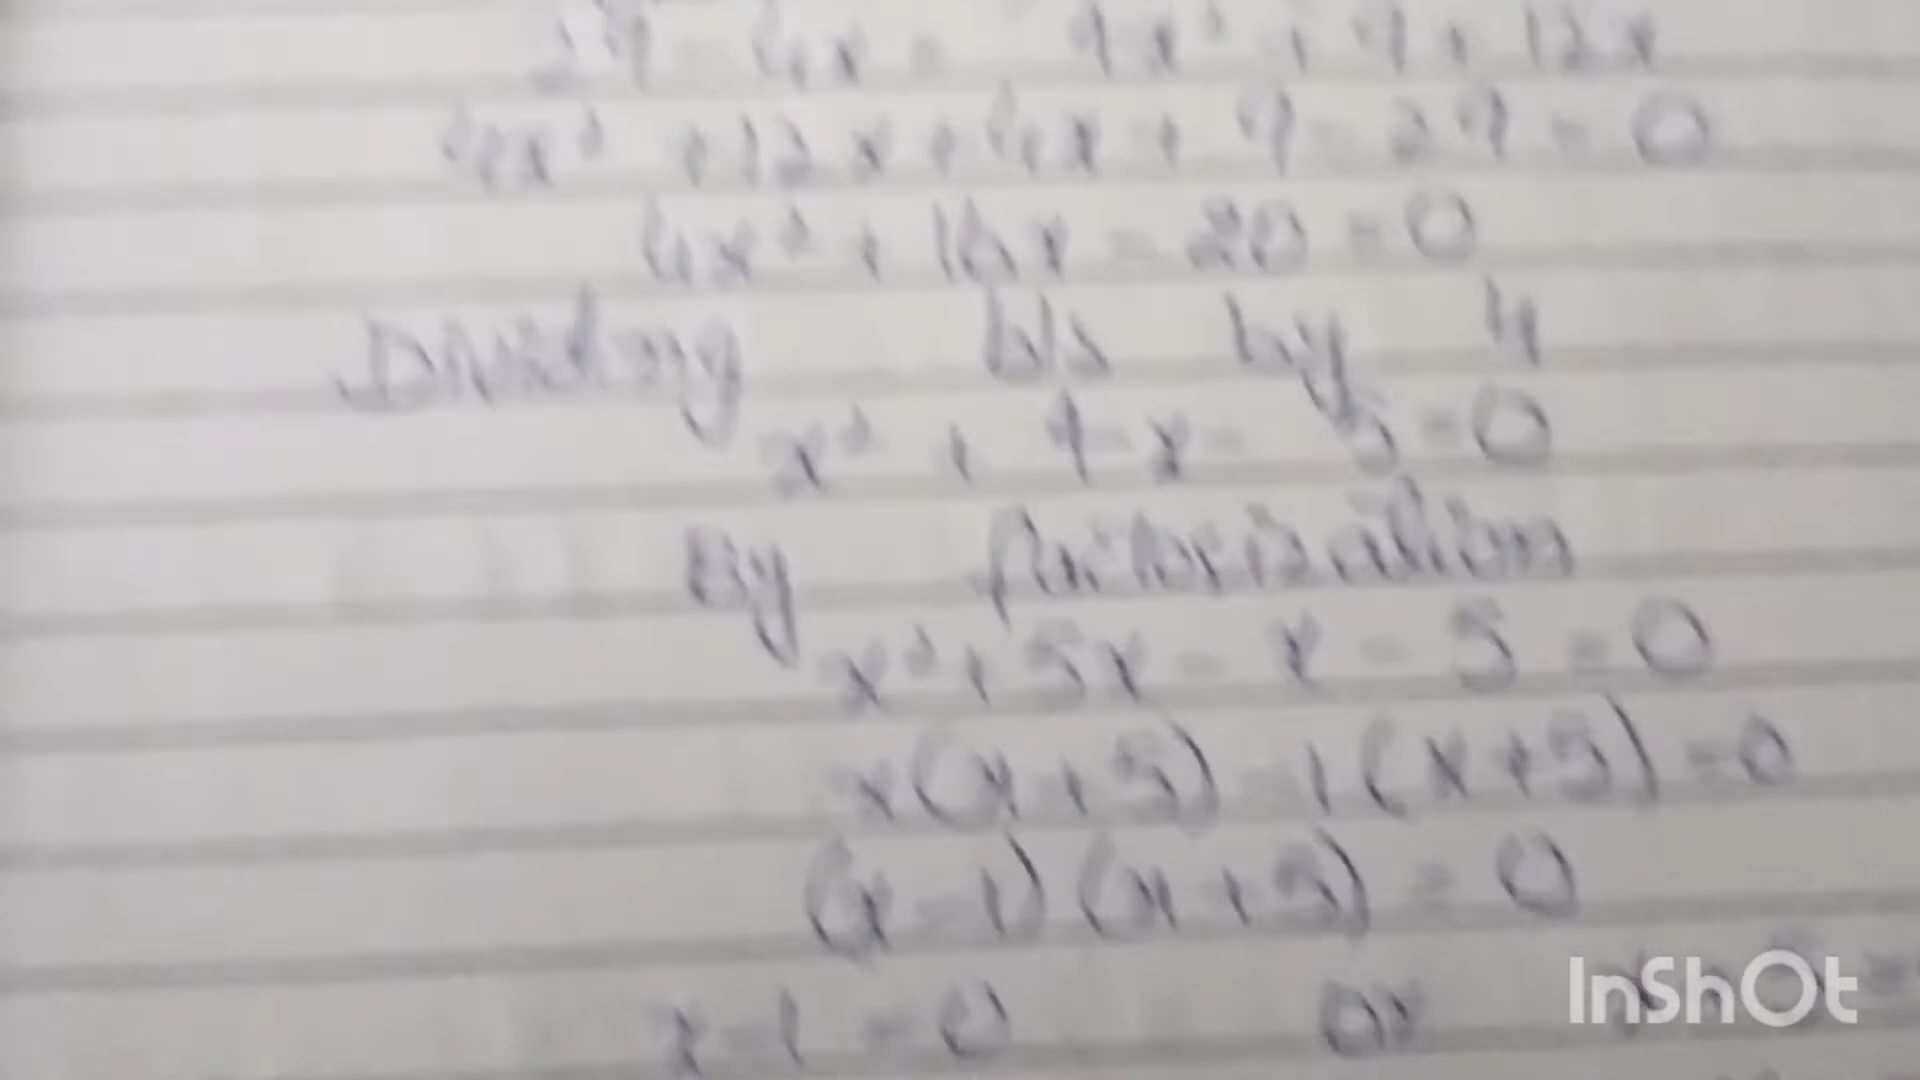 29 - 4x = 4x² + 9 + 12x
4x² + 12x + 4x + 9 - 29 = 0
4x² + 16x - 20 = 0
Dividing b/s by 4
x² + 4x - 5 = 0
By factorization
x² + 5x - x - 5 = 0
x(x+5) - 1(x+5) = 0
(x-1)(x+5) = 0
x-1 = 0 or
InShOt